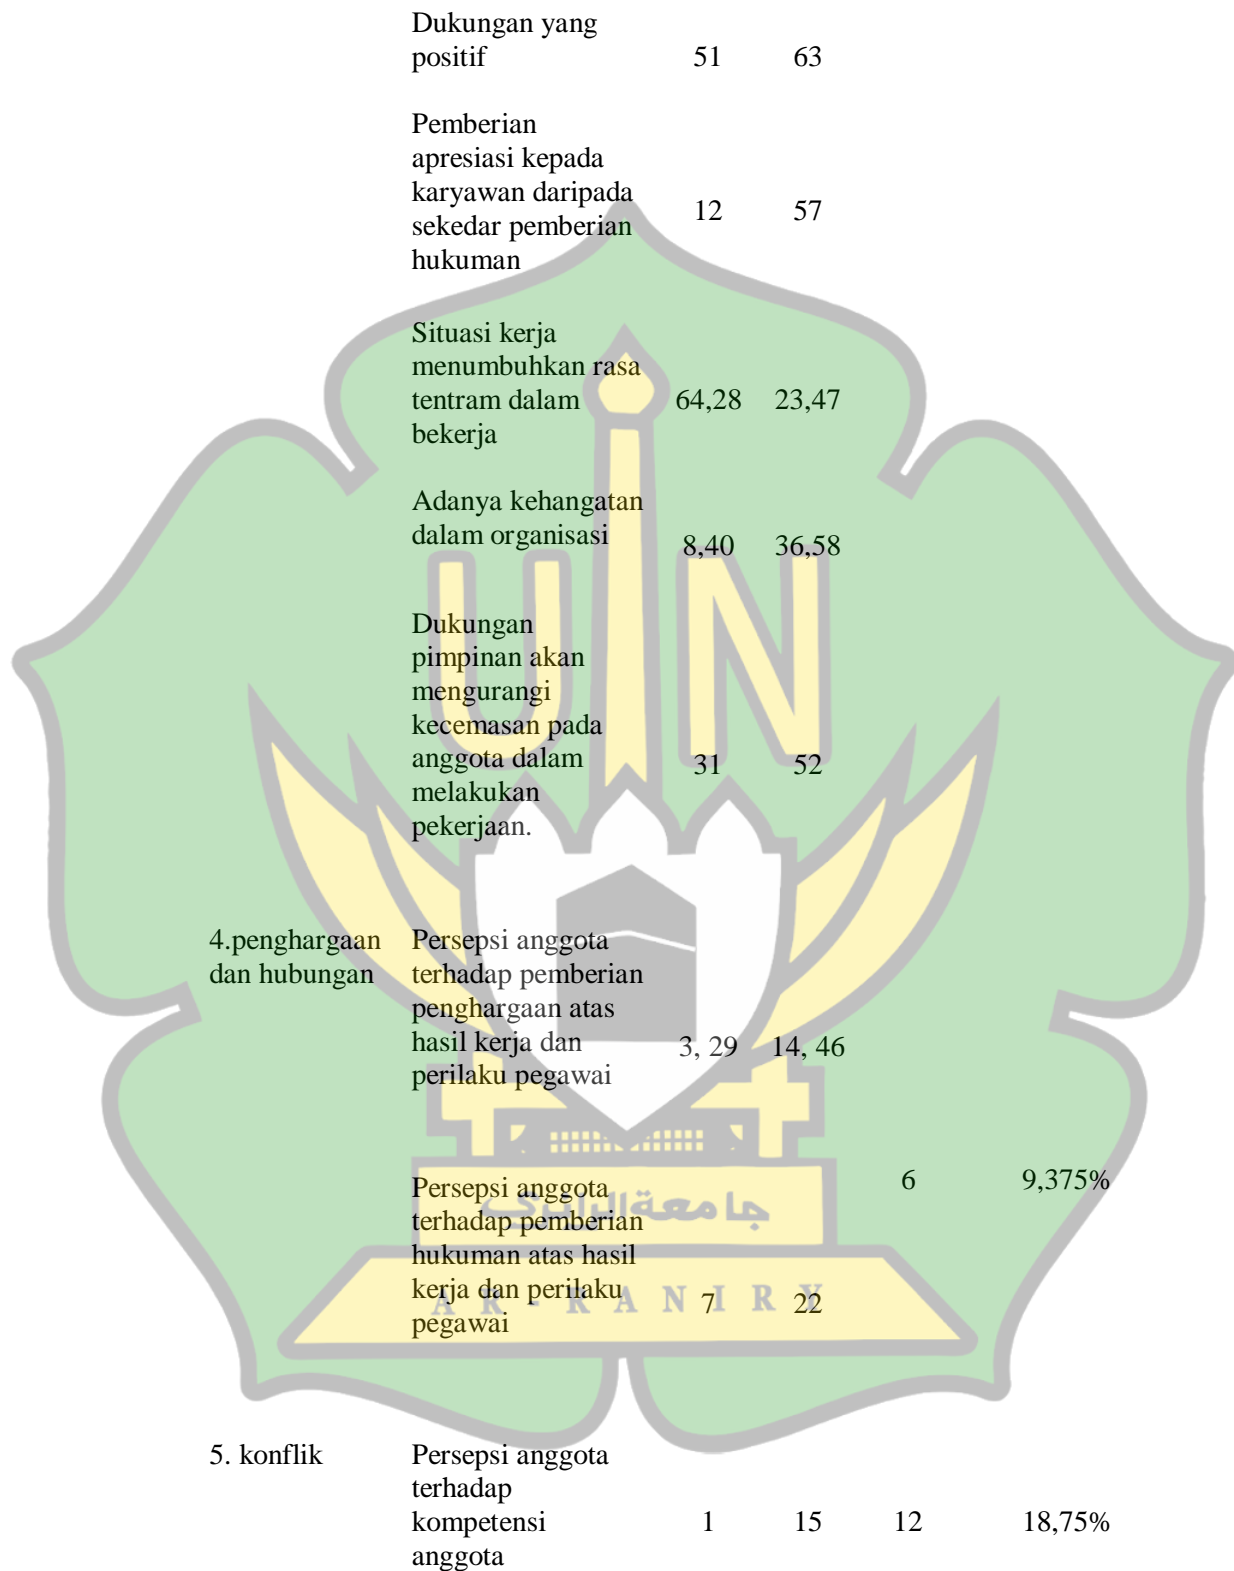 Dukungan yang
positif 51 63
Pemberian
apresiasi kepada
karyawan daripada
sekedar pemberian 12 57
hukuman
Situasi kerja
menumbuhkan rasa
tentram dalam 64,28 23,47
bekerja
Adanya kehangatan
dalam organisasi 8,40 36,58
UIN
Dukungan
pimpinan akan
mengurangi
kecemasan pada
anggota dalam 31 52
melakukan
pekerjaan.
4.penghargaan Persepsi anggota
dan hubungan terhadap pemberian
penghargaan atas
hasil kerja dan 3, 29 14, 46
perilaku pegawai
6 9,375%
Persepsi anggota
جامعةالرانري
terhadap pemberian
hukuman atas hasil
kerja dan perilaku 7 22
pegawai
AR-RANIRY
5. konflik Persepsi anggota
terhadap
kompetensi 1 15 12 18,75%
anggota